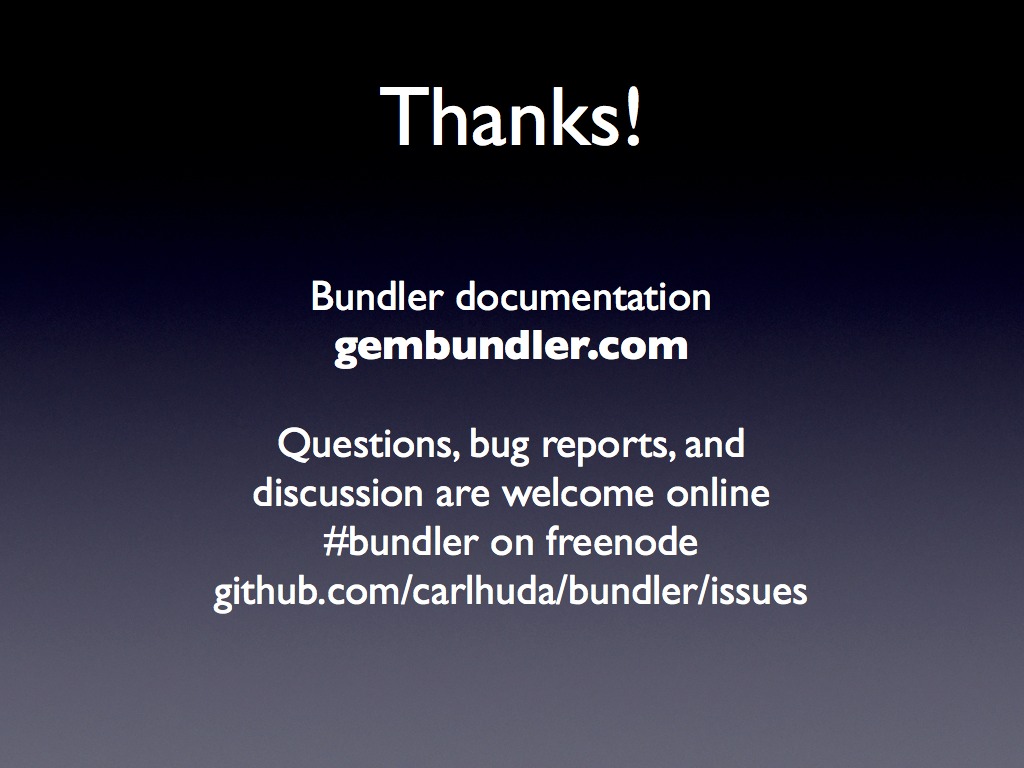 Thanks!
Bundler documentation
gembundler.com
Questions, bug reports, and
discussion are welcome online
#bundler on freenode
github.com/carlhuda/bundler/issues